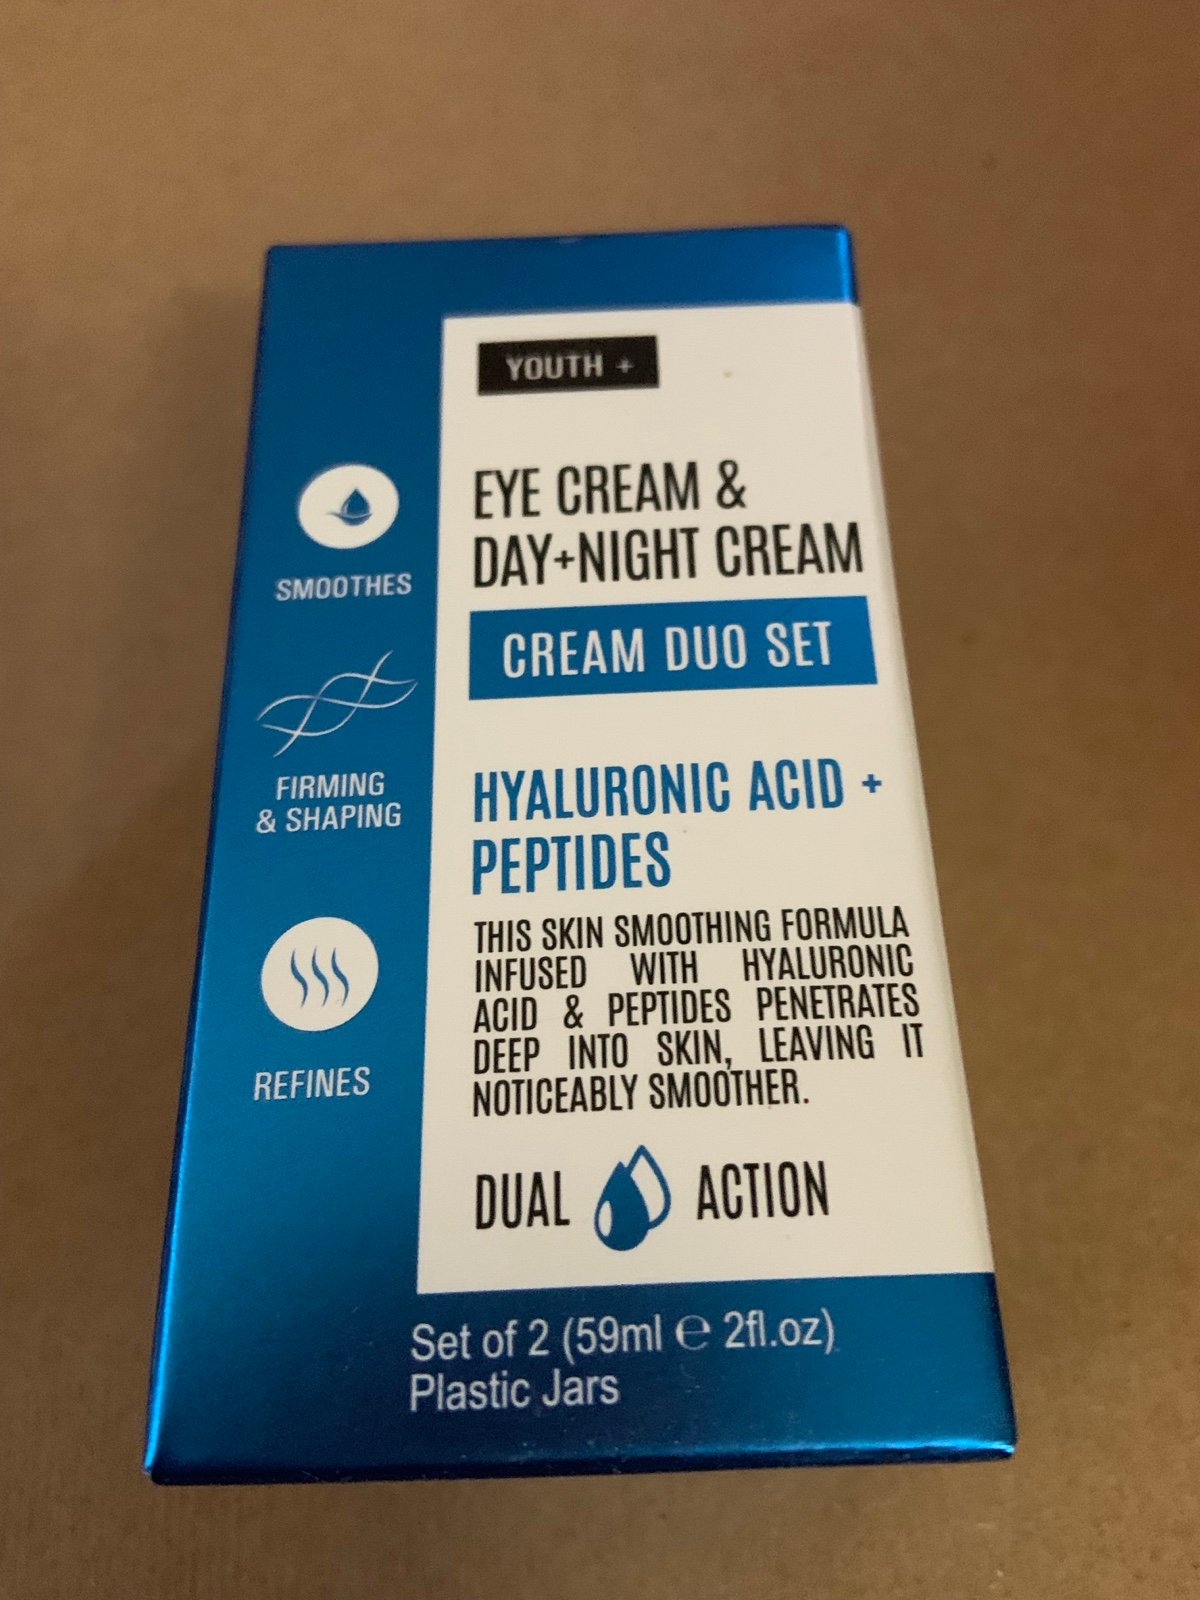 YOUTH +
EYE CREAM &
DAY+NIGHT CREAM
CREAM DUO SET
HYALURONIC ACID +
PEPTIDES
THIS SKIN SMOOTHING FORMULA
INFUSED WITH HYALURONIC
ACID & PEPTIDES PENETRATES
DEEP INTO SKIN, LEAVING IT
NOTICEABLY SMOOTHER.
DUAL ACTION
SMOOTHES
FIRMING
& SHAPING
REFINES
Set of 2 (59ml ℮ 2fl.oz)
Plastic Jars